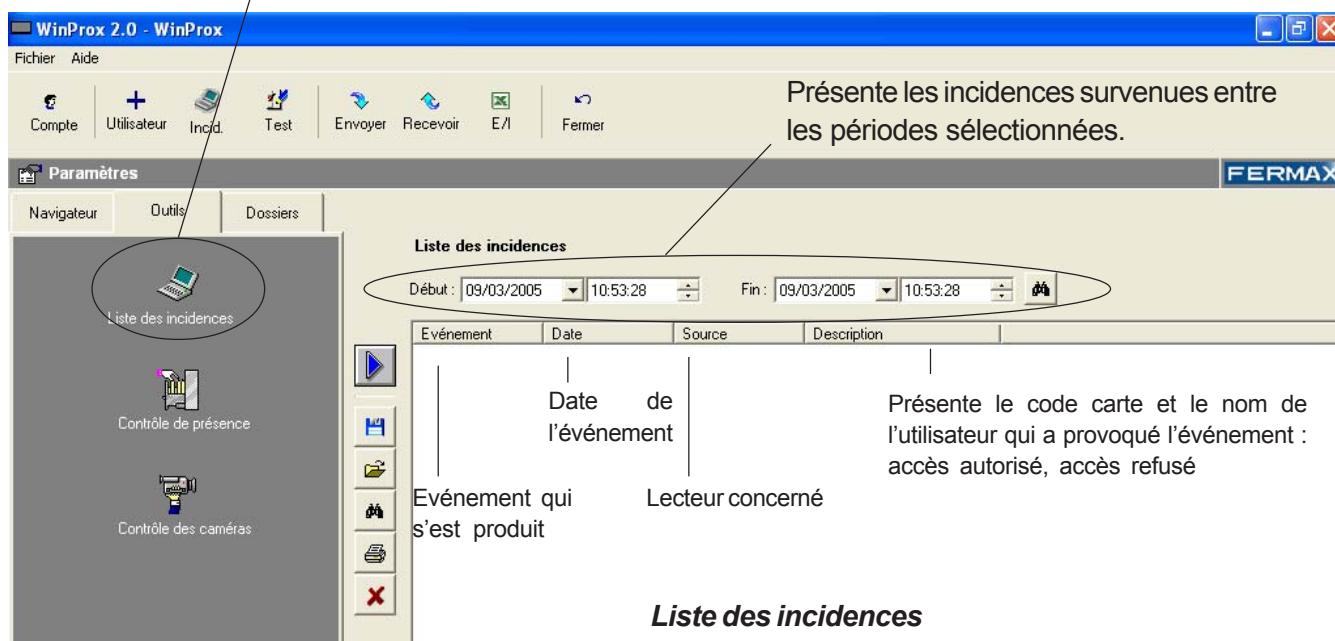 WinProx 2.0 - WinProx
Fichier Aide
Compte Utilisateur Incid. Test Envoyer Recevoir E/I Fermer
Présente les incidences survenues entre
les périodes sélectionnées.
Paramètres
FERMAX
Navigateur Outils Dossiers
Liste des incidences
Début : 09/03/2005 10:53:28 Fin : 09/03/2005 10:53:28
Liste des incidences
Evénement Date Source Description
Contrôle de présence
Contrôle des caméras
Date de
l'événement
Présente le code carte et le nom de
l'utilisateur qui a provoqué l'événement :
accès autorisé, accès refusé
Evénement qui
s'est produit
Lecteur concerné
Liste des incidences